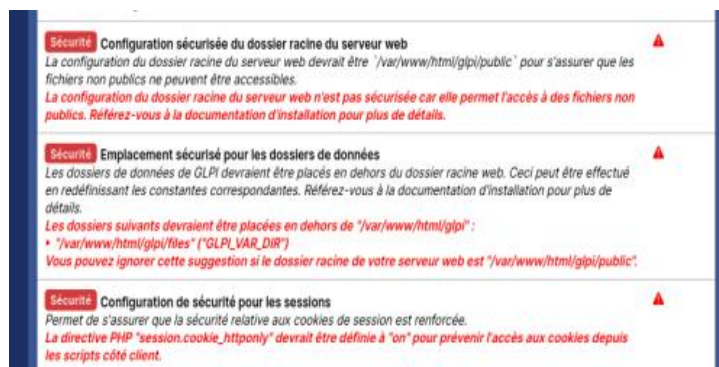 Sécurité Configuration sécurisée du dossier racine du serveur web
La configuration du dossier racine du serveur web devrait être `/var/www/html/glpi/public` pour s'assurer que les
fichiers non publics ne peuvent être accessibles.
La configuration du dossier racine du serveur web n'est pas sécurisée car elle permet l'accès à des fichiers non
publics. Référez-vous à la documentation d'installation pour plus de détails.
Sécurité Emplacement sécurisé pour les dossiers de données
Les dossiers de données de GLPI devraient être placés en dehors du dossier racine web. Ceci peut être effectué
en redéfinissant les constantes correspondantes. Référez-vous à la documentation d'installation pour plus de
détails.
Les dossiers suivants devraient être placées en dehors de "/var/www/html/glpi" :
‣ "/var/www/html/glpi/files" ("GLPI_VAR_DIR")
Vous pouvez ignorer cette suggestion si le dossier racine de votre serveur web est "/var/www/html/glpi/public".
Sécurité Configuration de sécurité pour les sessions
Permet de s'assurer que la sécurité relative aux cookies de session est renforcée.
La directive PHP "session.cookie_httponly" devrait être définie à "on" pour prévenir l'accès aux cookies depuis
les scripts côté client.